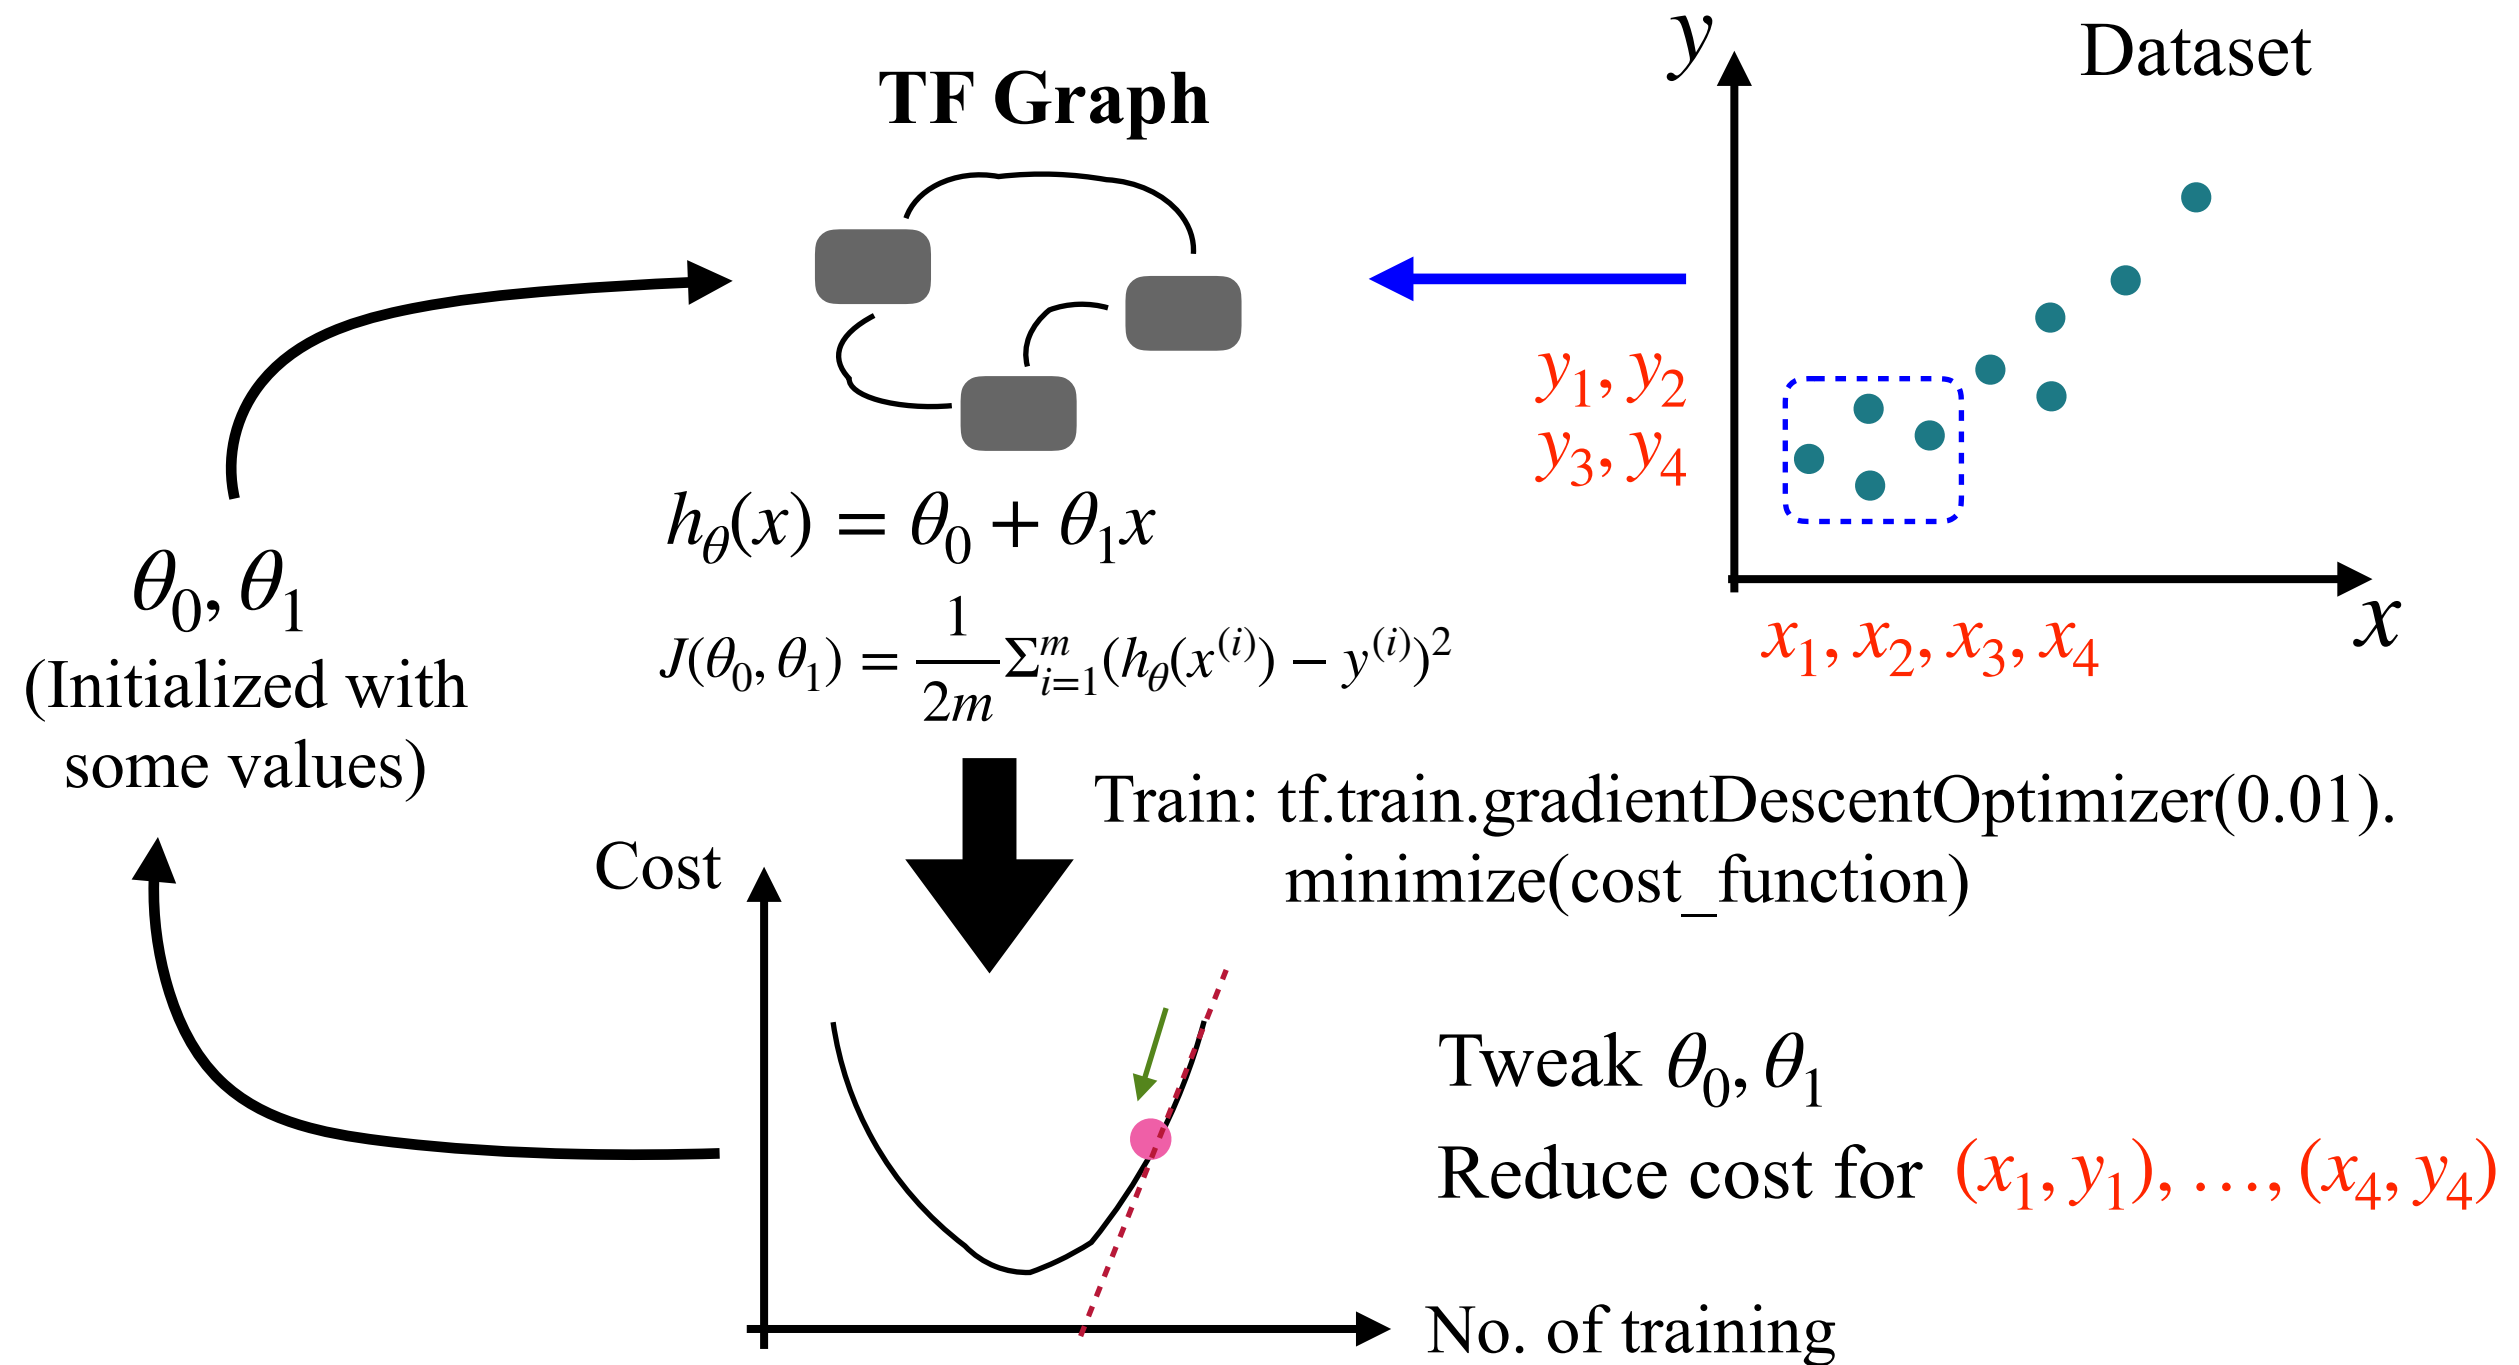 TF Graph
y
Dataset
y₁, y₂
y₃, y₄
x
x₁, x₂, x₃, x₄
h_θ(x) = θ₀ + θ₁x
J(θ₀, θ₁) = 1/2m Σ_{i=1}^{m} (h_θ(x^{(i)}) − y^{(i)})²
θ₀, θ₁
(Initialized with
some values)
Train: tf.train.gradientDescentOptimizer(0.01).
minimize(cost_function)
Cost
Tweak θ₀, θ₁
Reduce cost for (x₁, y₁), …, (x₄, y₄)
No. of training